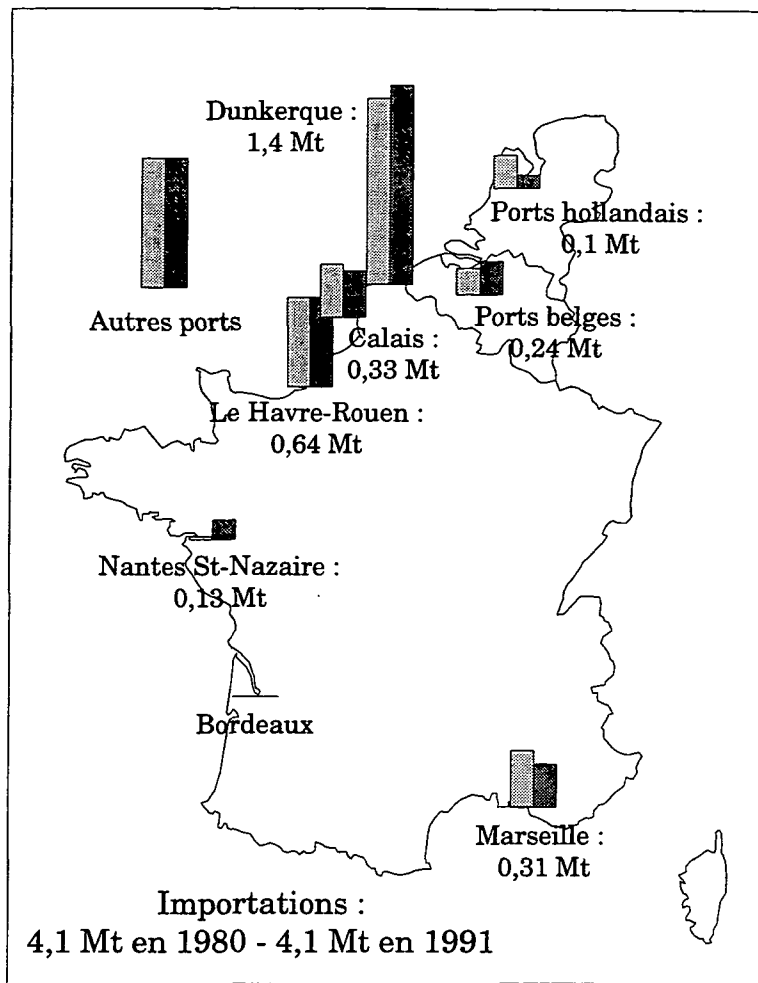 Dunkerque :
1,4 Mt
Ports hollandais :
0,1 Mt
Autres ports
Ports belges :
0,24 Mt
Calais :
0,33 Mt
Le Havre-Rouen :
0,64 Mt
Nantes St-Nazaire :
0,13 Mt
Bordeaux
Marseille :
0,31 Mt
Importations :
4,1 Mt en 1980 - 4,1 Mt en 1991